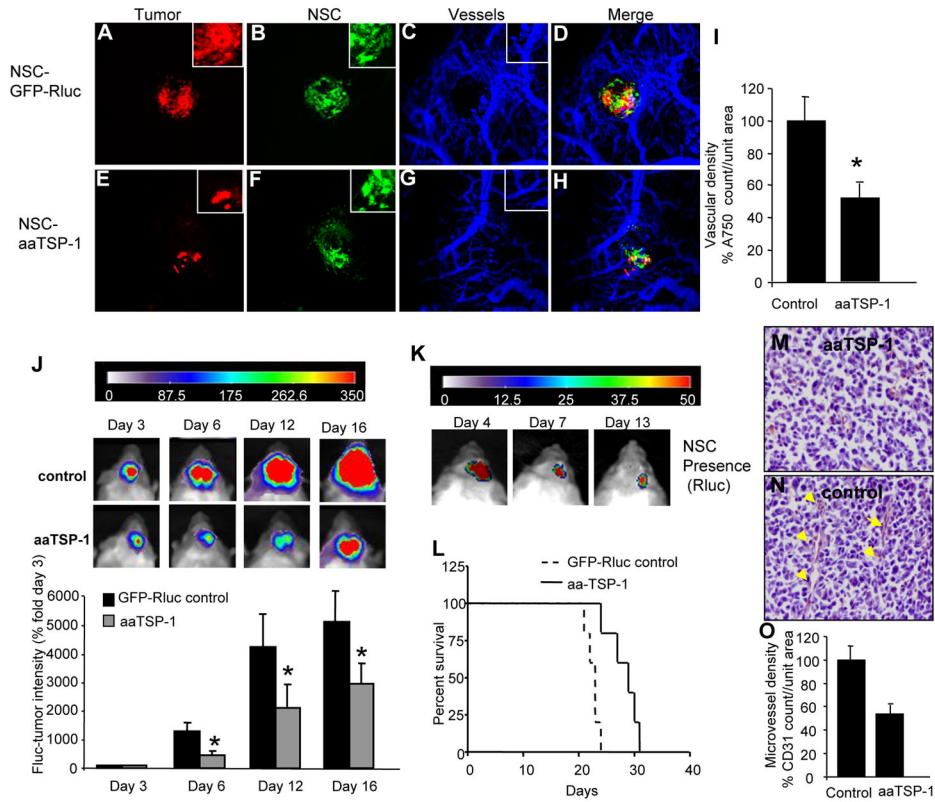 Tumor NSC Vessels Merge
NSC-
GFP-Rluc
A B C D
NSC-
aaTSP-1
E F G H
I
Vascular density
% A750 count//unit area
120
100
80
60
40
20
0
*
Control aaTSP-1
J
0 87.5 175 262.6 350
Day 3 Day 6 Day 12 Day 16
control
aaTSP-1
Fluc-tumor intensity (% fold day 3)
6000
5000
4000
3000
2000
1000
0
GFP-Rluc control
aaTSP-1
* * *
Day 3 Day 6 Day 12 Day 16
K
0 12.5 25 37.5 50
Day 4 Day 7 Day 13
NSC
Presence
(Rluc)
L
GFP-Rluc control
aa-TSP-1
Percent survival
100
75
50
25
0
0 10 20 30 40
Days
M aaTSP-1
N control
O
Microvessel density
% CD31 count//unit area
120
100
80
60
40
20
0
Control aaTSP-1